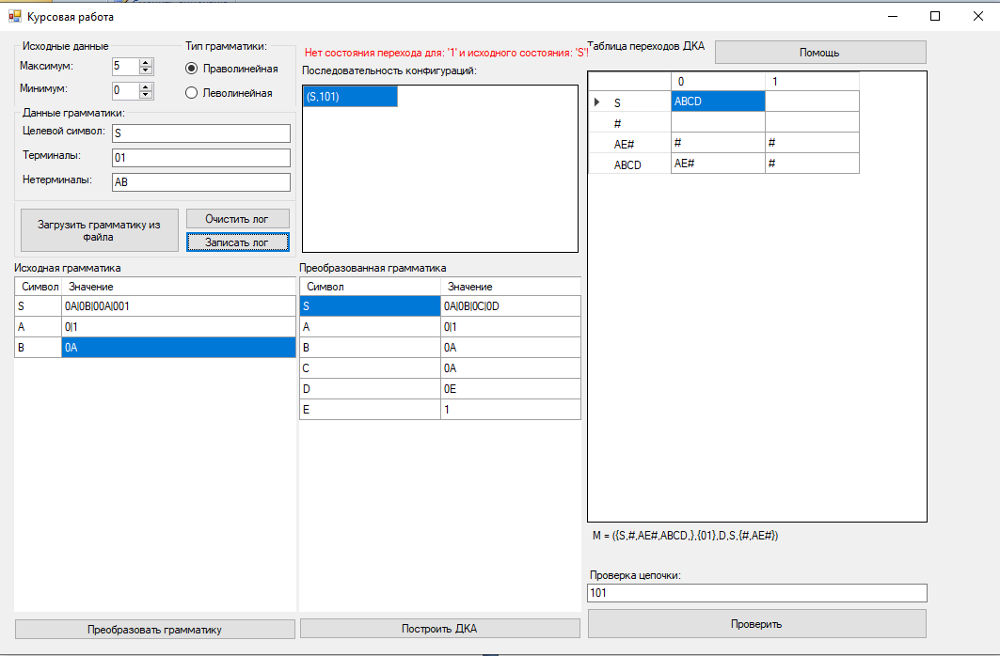 Курсовая работа
Исходные данные
Максимум: 5
Минимум: 0
Тип грамматики:
Праволинейная
Леволинейная
Данные грамматики:
Целевой символ: S
Терминалы: 01
Нетерминалы: AB
Загрузить грамматику из
файла
Очистить лог
Записать лог
Нет состояния перехода для: '1' и исходного состояния: 'S'!
Последовательность конфигураций:
(S,101)
Таблица переходов ДКА
Помощь
0 1
S ABCD
#
AE# # #
ABCD AE# #
Исходная грамматика
Символ Значение
S 0A|0B|00A|001
A 0|1
B 0A
Преобразованная грамматика
Символ Значение
S 0A|0B|0C|0D
A 0|1
B 0A
C 0A
D 0E
E 1
M = ({S,#,AE#,ABCD,},{01},D,S,{#,AE#})
Проверка цепочки:
101
Преобразовать грамматику
Построить ДКА
Проверить